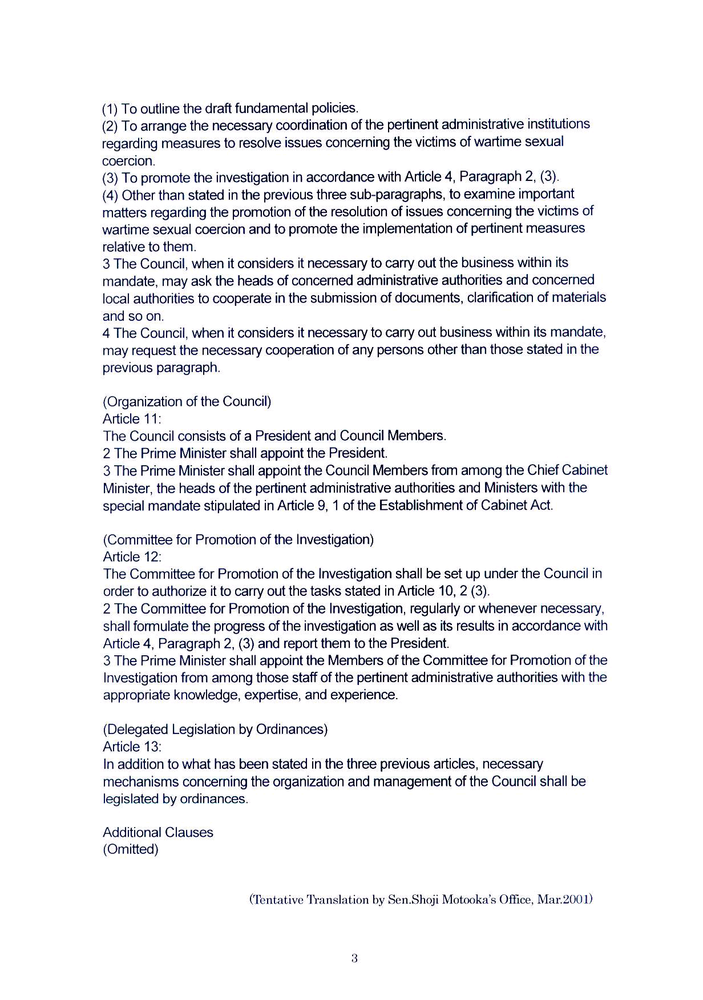 (1) To outline the draft fundamental policies.
(2) To arrange the necessary coordination of the pertinent administrative institutions
regarding measures to resolve issues concerning the victims of wartime sexual
coercion.
(3) To promote the investigation in accordance with Article 4, Paragraph 2, (3).
(4) Other than stated in the previous three sub-paragraphs, to examine important
matters regarding the promotion of the resolution of issues concerning the victims of
wartime sexual coercion and to promote the implementation of pertinent measures
relative to them.
3 The Council, when it considers it necessary to carry out the business within its
mandate, may ask the heads of concerned administrative authorities and concerned
local authorities to cooperate in the submission of documents, clarification of materials
and so on.
4 The Council, when it considers it necessary to carry out business within its mandate,
may request the necessary cooperation of any persons other than those stated in the
previous paragraph.
(Organization of the Council)
Article 11:
The Council consists of a President and Council Members.
2 The Prime Minister shall appoint the President.
3 The Prime Minister shall appoint the Council Members from among the Chief Cabinet
Minister, the heads of the pertinent administrative authorities and Ministers with the
special mandate stipulated in Article 9, 1 of the Establishment of Cabinet Act.
(Committee for Promotion of the Investigation)
Article 12:
The Committee for Promotion of the Investigation shall be set up under the Council in
order to authorize it to carry out the tasks stated in Article 10, 2 (3).
2 The Committee for Promotion of the Investigation, regularly or whenever necessary,
shall formulate the progress of the investigation as well as its results in accordance with
Article 4, Paragraph 2, (3) and report them to the President.
3 The Prime Minister shall appoint the Members of the Committee for Promotion of the
Investigation from among those staff of the pertinent administrative authorities with the
appropriate knowledge, expertise, and experience.
(Delegated Legislation by Ordinances)
Article 13:
In addition to what has been stated in the three previous articles, necessary
mechanisms concerning the organization and management of the Council shall be
legislated by ordinances.
Additional Clauses
(Omitted)
(Tentative Translation by Sen.Shoji Motooka's Office, Mar.2001)
3